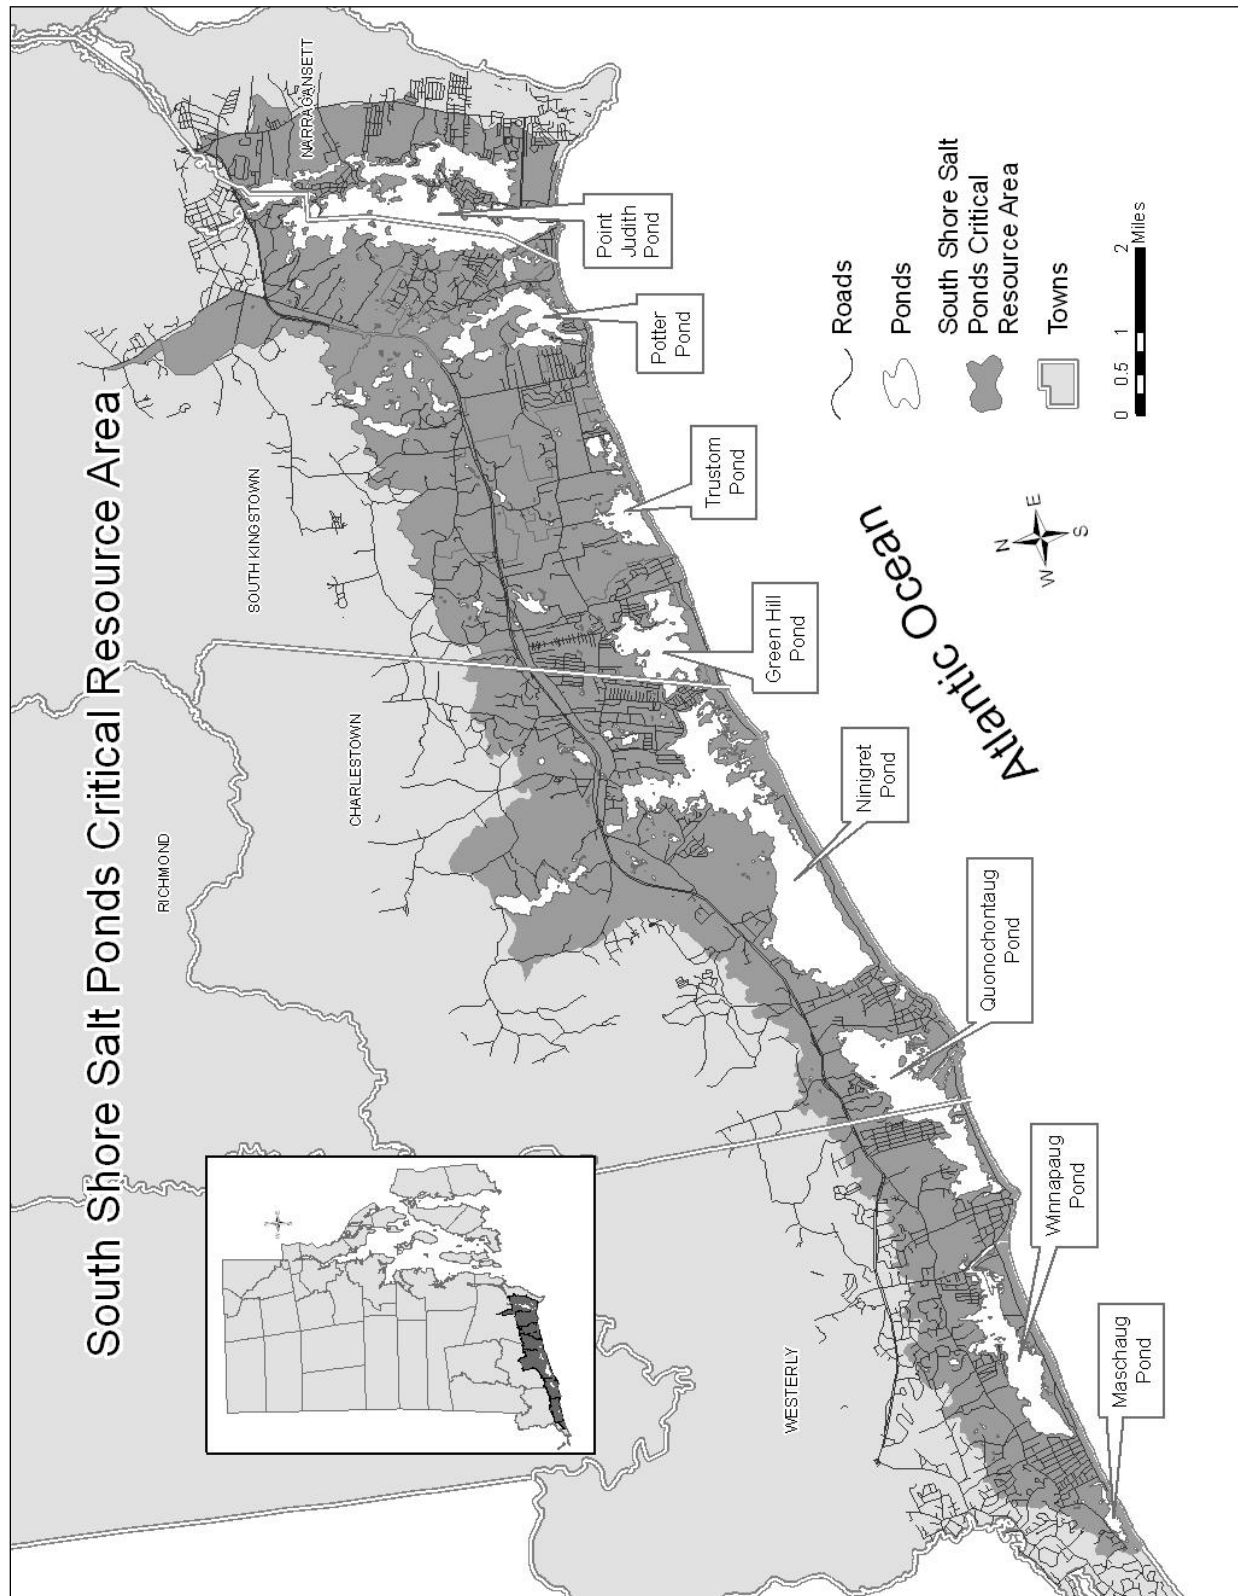 South Shore Salt Ponds Critical Resource Area
RICHMOND
SOUTH KINGSTOWN
NARRAGANSETT
CHARLESTOWN
WESTERLY
Maschaug
Pond
Winnapaug
Pond
Quonochontaug
Pond
Ninigret
Pond
Green Hill
Pond
Trustom
Pond
Potter
Pond
Point
Judith
Pond
Atlantic Ocean
N
W
E
S
Roads
Ponds
South Shore Salt
Ponds Critical
Resource Area
Towns
0 0.5 1 2
Miles